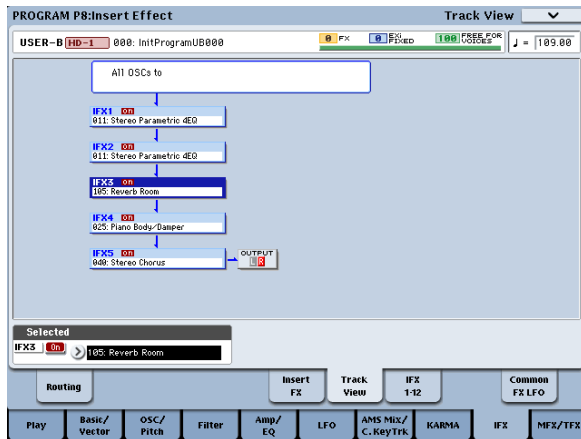 PROGRAM P8:Insert Effect Track View
USER-B HD-1 000: InitProgramUB000 0 FX 0 EXi FIXED 100 FREE FOR VOICES ♩ = 109.00
All OSCs to
IFX1 On
011: Stereo Parametric 4EQ
IFX2 On
011: Stereo Parametric 4EQ
IFX3 On
105: Reverb Room
IFX4 On
025: Piano Body/Damper
IFX5 On
040: Stereo Chorus
OUTPUT
L R
Selected
IFX3 On 105: Reverb Room
Routing Insert FX Track View IFX 1-12 Common FX LFO
Play Basic/Vector OSC/Pitch Filter Amp/EQ LFO AMS Mix/C.KeyTrk KARMA IFX MFX/TFX